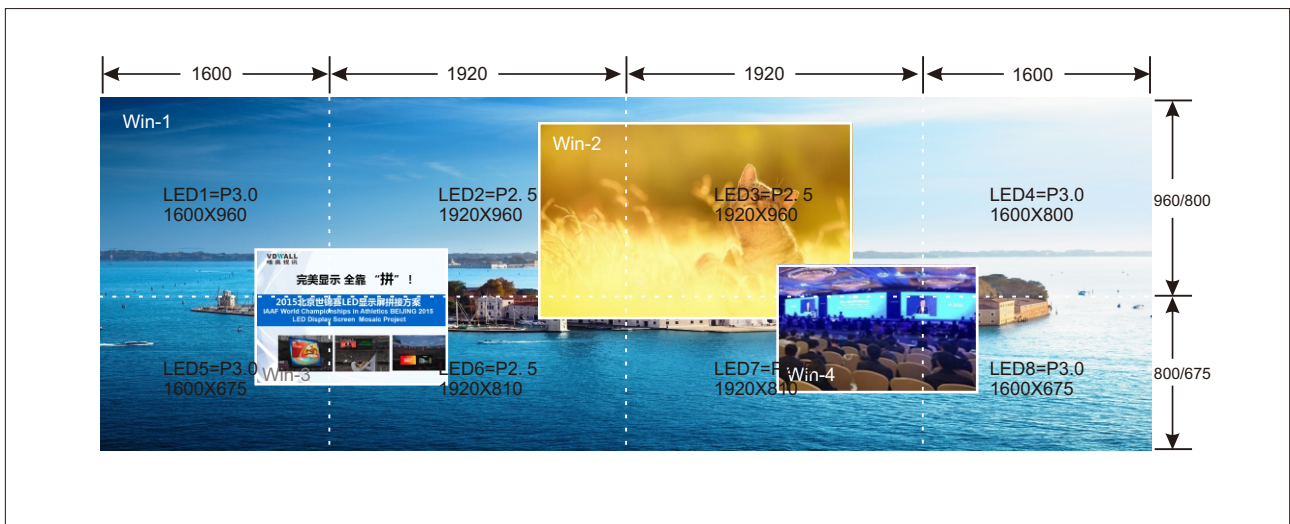 1600
1920
1920
1600
Win-1
Win-2
LED1=P3.0
1600X960
LED2=P2. 5
1920X960
LED3=P2. 5
1920X960
LED4=P3.0
1600X800
960/800
VDWALL
唯奥视讯
完美显示 全靠 “拼”！
2015北京世锦赛LED显示屏拼接方案
IAAF World Championships in Athletics BEIJING 2015
LED Display Screen Mosaic Project
LED5=P3.0
1600X675
Win-3
LED6=P2. 5
1920X810
LED7=P
1920X810
Win-4
LED8=P3.0
1600X675
800/675